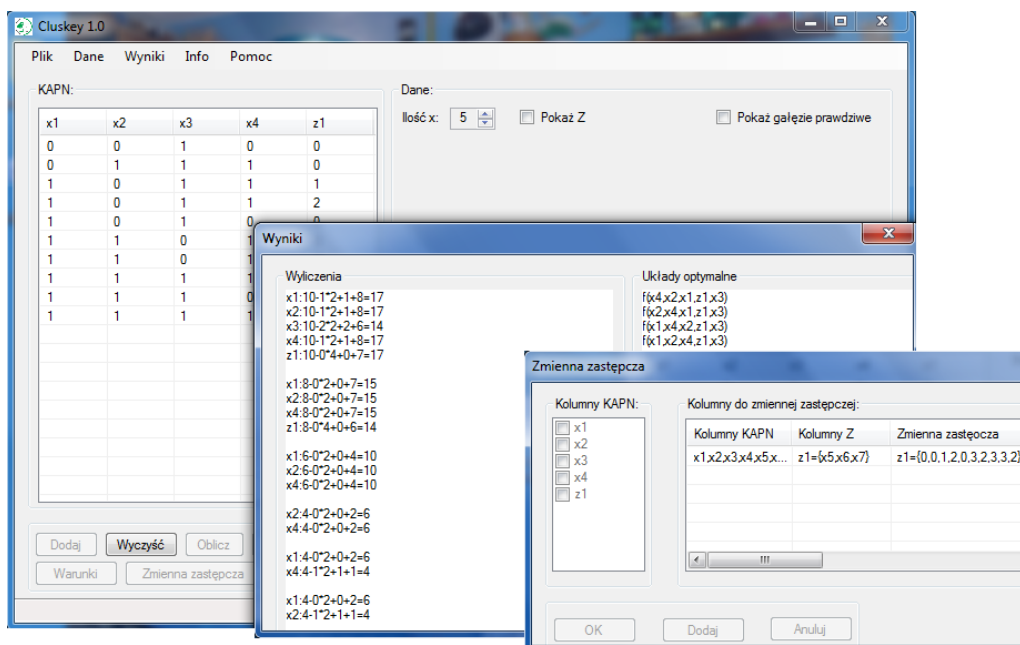 Cluskey 1.0
Plik Dane Wyniki Info Pomoc
KAPN:
x1 x2 x3 x4 z1
0 0 1 0 0
0 1 1 1 0
1 0 1 1 1
1 0 1 1 2
1 0 1 0
1 1 0
1 1 0
1 1 1
1 1 1 0
1 1 1
Dodaj Wyczyść Oblicz
Warunki Zmienna zastępcza
Dane:
Ilość x: 5 Pokaż Z Pokaż gałęzie prawdziwe
Wyniki
Wyliczenia
x1:10-1*2+1+8=17
x2:10-1*2+1+8=17
x3:10-2*2+2+6=14
x4:10-1*2+1+8=17
z1:10-0*4+0+7=17
x1:8-0*2+0+7=15
x2:8-0*2+0+7=15
x4:8-0*2+0+7=15
z1:8-0*4+0+6=14
x1:6-0*2+0+4=10
x2:6-0*2+0+4=10
x4:6-0*2+0+4=10
x2:4-0*2+0+2=6
x4:4-0*2+0+2=6
x1:4-0*2+0+2=6
x4:4-1*2+1+1=4
x1:4-0*2+0+2=6
x2:4-1*2+1+1=4
Układy optymalne
f(x4,x2,x1,z1,x3)
f(x2,x4,x1,z1,x3)
f(x1,x4,x2,z1,x3)
f(x1,x2,x4,z1,x3)
Zmienna zastępcza
Kolumny KAPN:
x1
x2
x3
x4
z1
Kolumny do zmiennej zastępczej:
Kolumny KAPN Kolumny Z Zmienna zastęocza
x1,x2,x3,x4,x5,x... z1={x5,x6,x7} z1={0,0,1,2,0,3,2,3,3,2}
OK Dodaj Anuluj